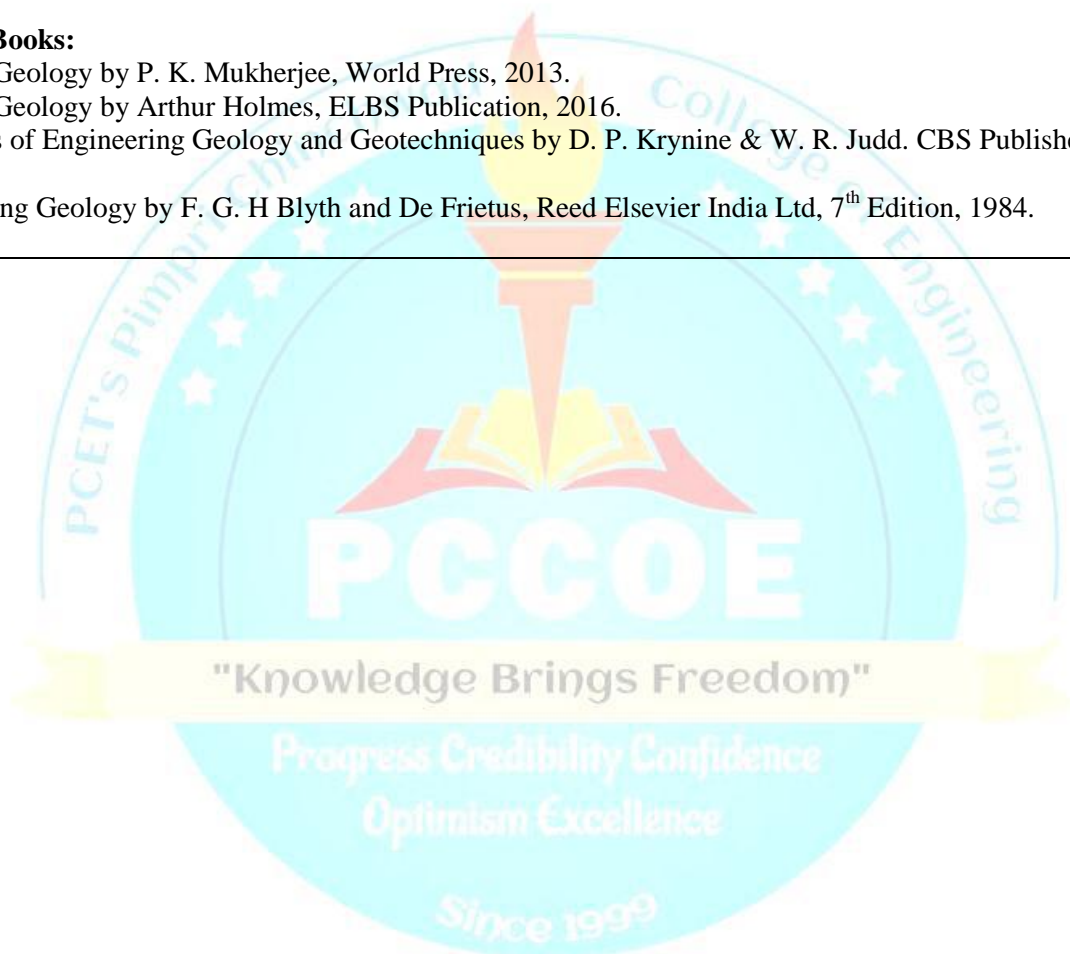 Books:
Geology by P. K. Mukherjee, World Press, 2013.
Geology by Arthur Holmes, ELBS Publication, 2016.
s of Engineering Geology and Geotechniques by D. P. Krynine & W. R. Judd. CBS Publishe
ng Geology by F. G. H Blyth and De Frietus, Reed Elsevier India Ltd, 7th Edition, 1984.
PCET's Pimpri Chinchwad College of Engineering
PCCOE
"Knowledge Brings Freedom"
Progress Credibility Confidence
Optimism Excellence
Since 1999